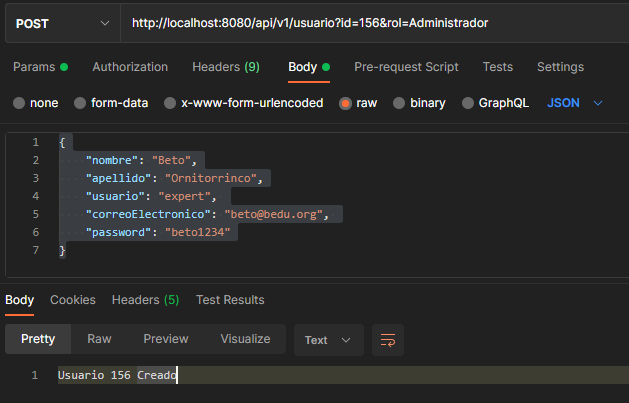 POST http://localhost:8080/api/v1/usuario?id=156&rol=Administrador
Params Authorization Headers (9) Body Pre-request Script Tests Settings
none form-data x-www-form-urlencoded raw binary GraphQL JSON
1 {
2 "nombre": "Beto",
3 "apellido": "Ornitorrinco",
4 "usuario": "expert",
5 "correoElectronico": "beto@bedu.org",
6 "password": "beto1234"
7 }
Body Cookies Headers (5) Test Results
Pretty Raw Preview Visualize Text
1 Usuario 156 Creado